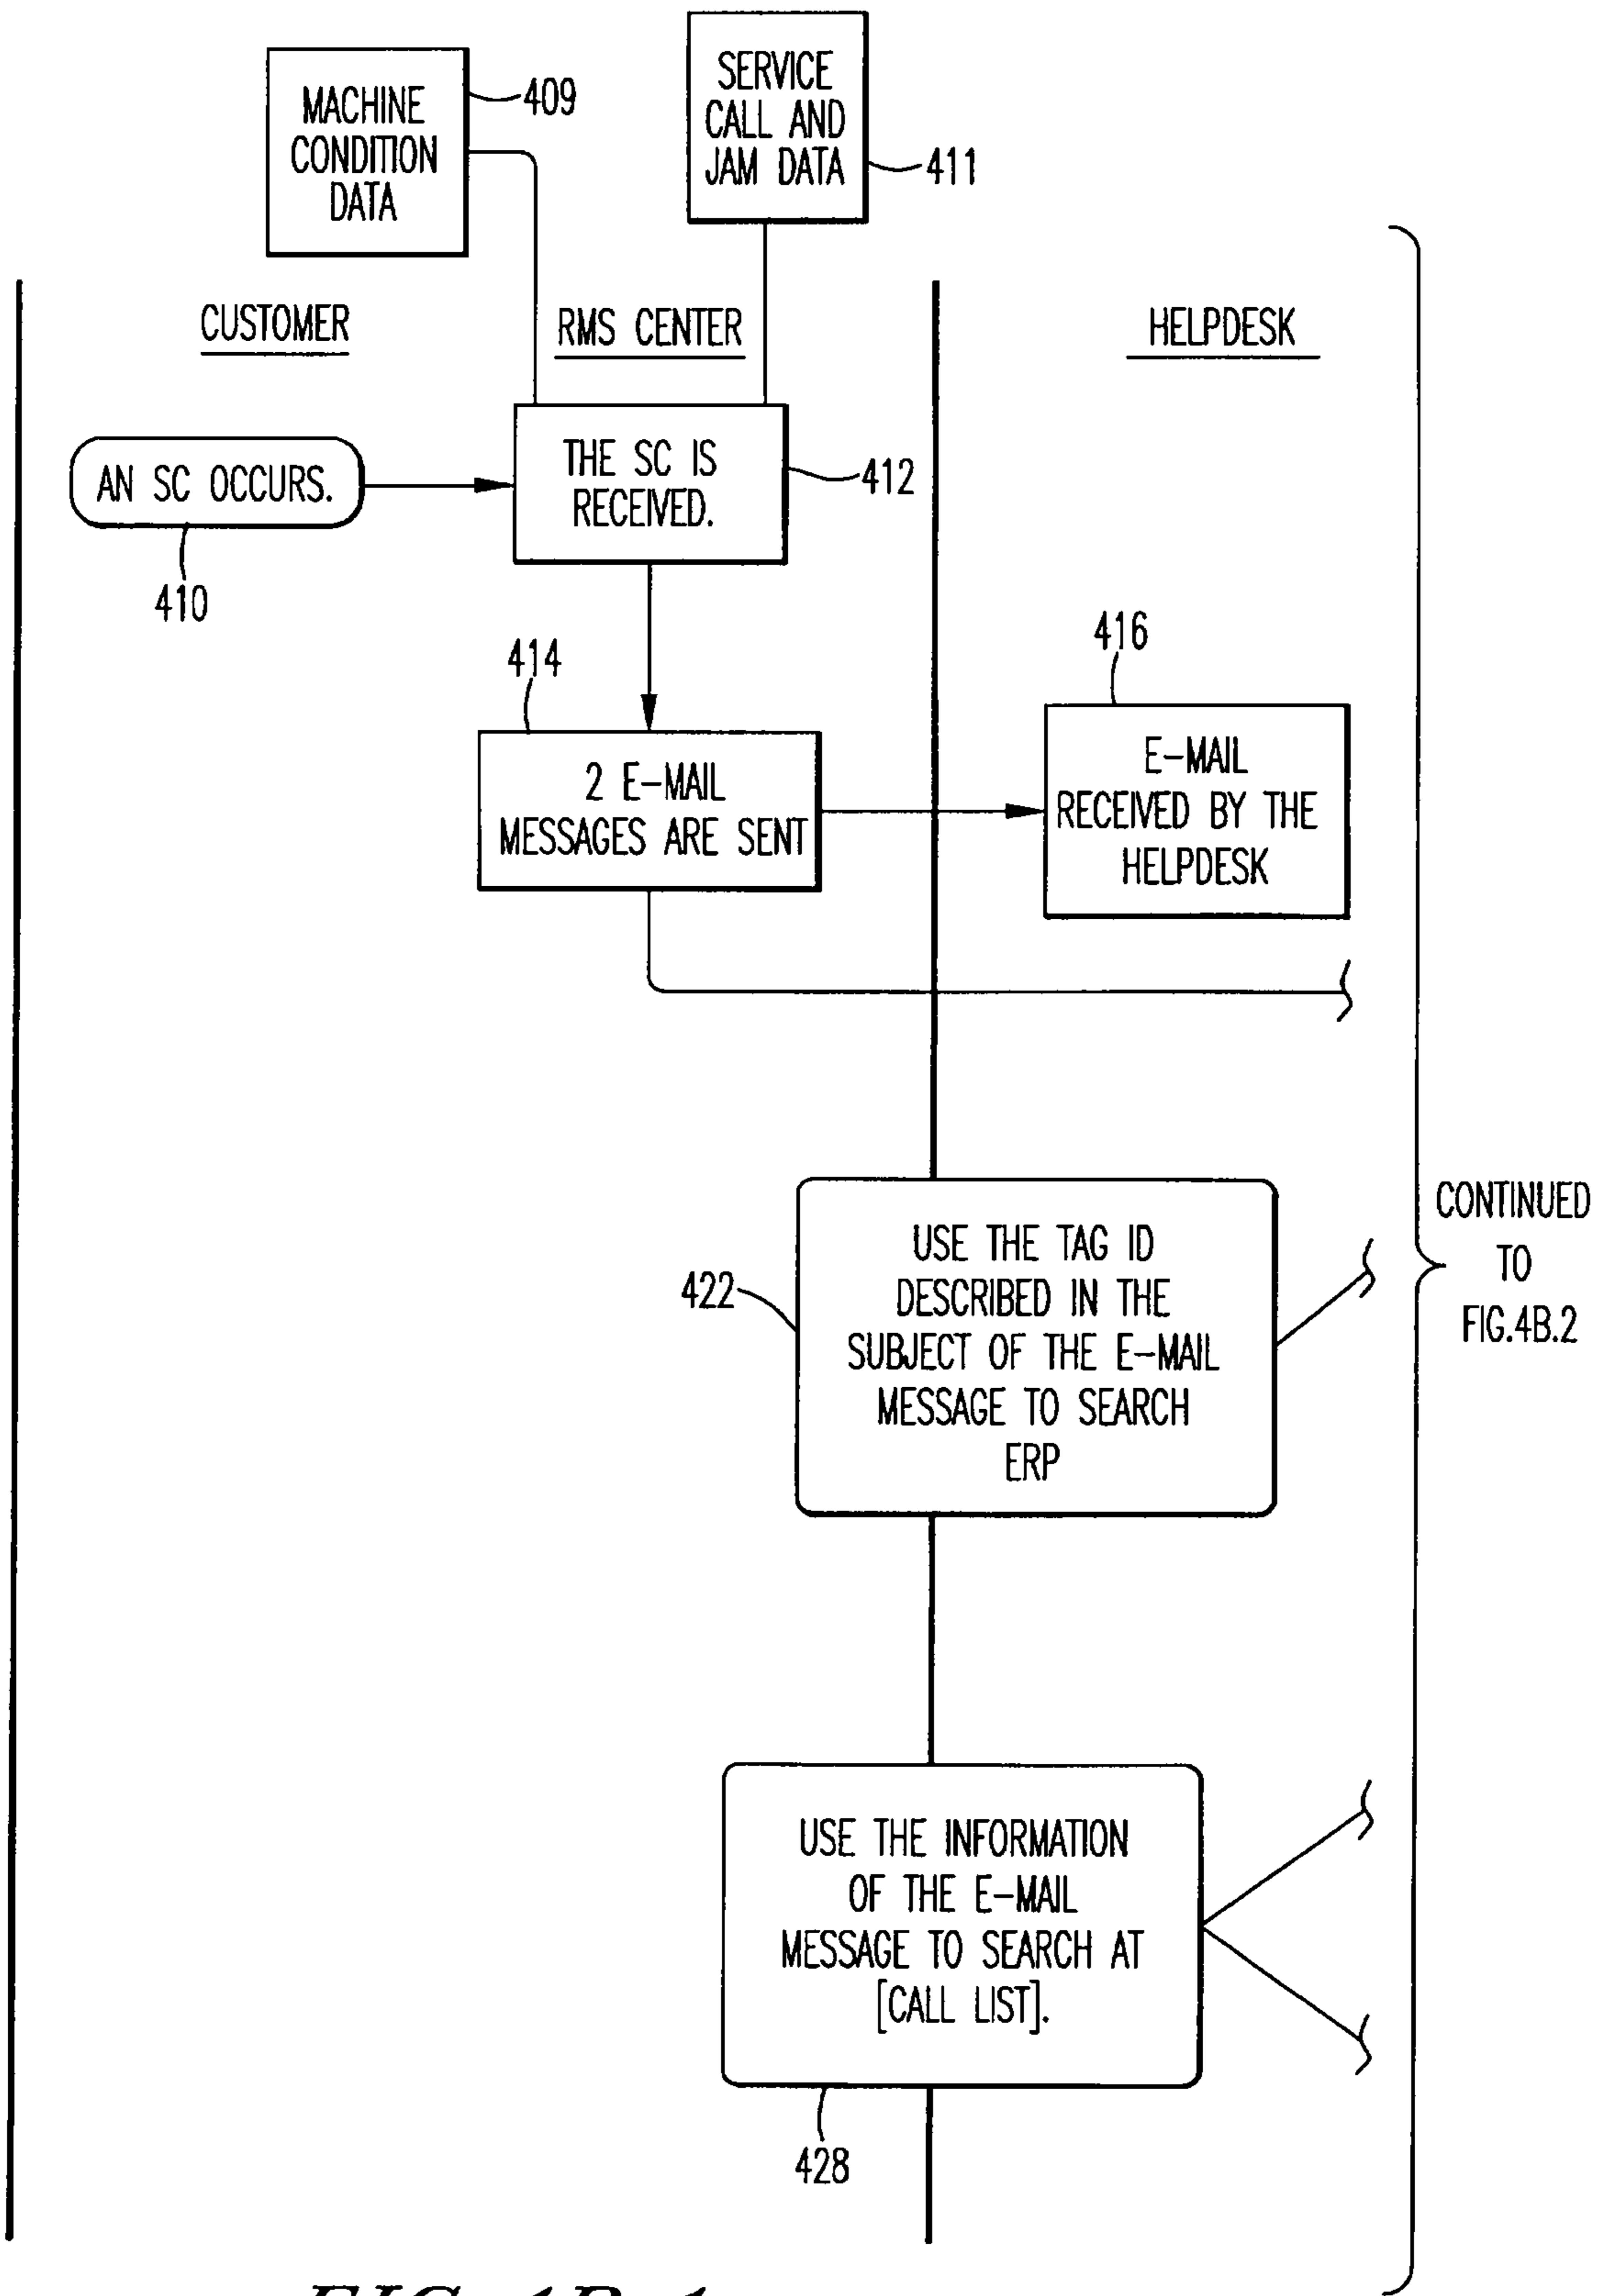 MACHINE
CONDITION
DATA
409
SERVICE
CALL AND
JAM DATA
411
CUSTOMER
RMS CENTER
HELPDESK
AN SC OCCURS.
410
THE SC IS
RECEIVED.
412
414
2 E-MAIL
MESSAGES ARE SENT
416
E-MAIL
RECEIVED BY THE
HELPDESK
422
USE THE TAG ID
DESCRIBED IN THE
SUBJECT OF THE E-MAIL
MESSAGE TO SEARCH
ERP
CONTINUED
TO
FIG.4B.2
USE THE INFORMATION
OF THE E-MAIL
MESSAGE TO SEARCH AT
[CALL LIST].
428